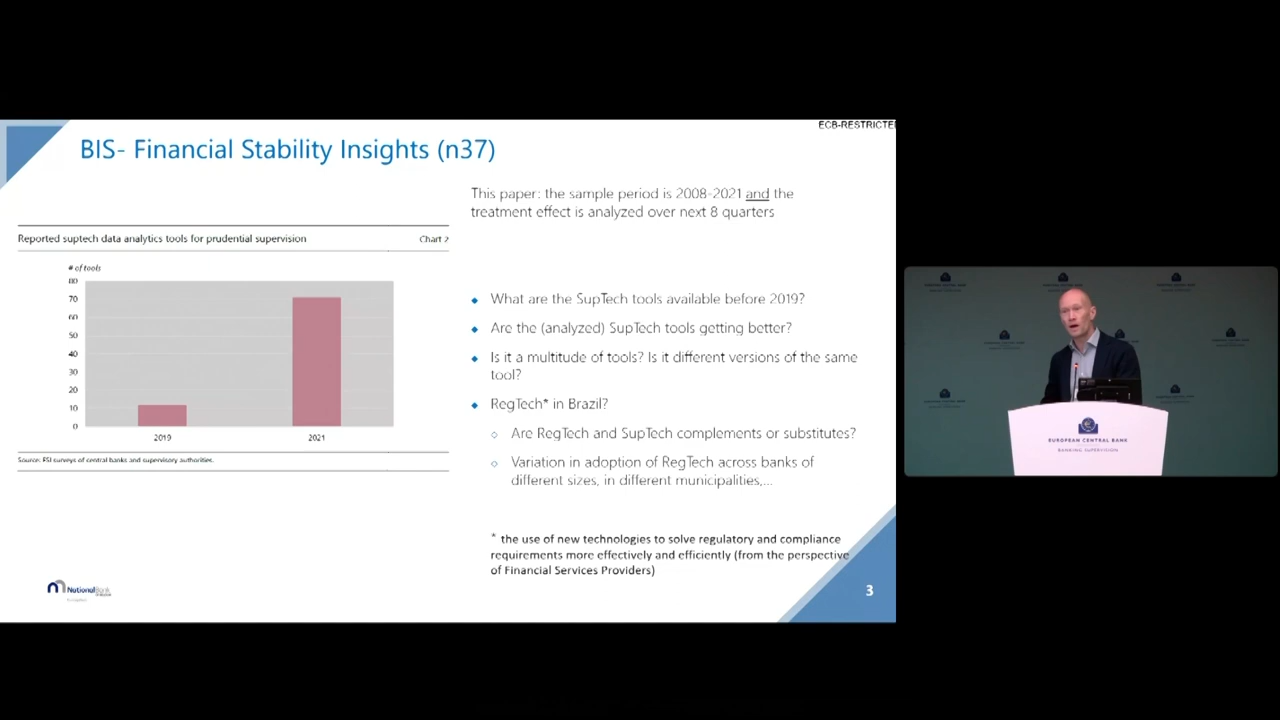 ECB-RESTRICTED
BIS- Financial Stability Insights (n37)
Reported suptech data analytics tools for prudential supervision
Chart 2
# of tools
80
70
60
50
40
30
20
10
0
2019
2021
Source: FSI surveys of central banks and supervisory authorities.
This paper: the sample period is 2008-2021 and the
treatment effect is analyzed over next 8 quarters
What are the SupTech tools available before 2019?
Are the (analyzed) SupTech tools getting better?
Is it a multitude of tools? Is it different versions of the same
tool?
RegTech* in Brazil?
Are RegTech and SupTech complements or substitutes?
Variation in adoption of RegTech across banks of
different sizes, in different municipalities,...
* the use of new technologies to solve regulatory and compliance
requirements more effectively and efficiently (from the perspective
of Financial Services Providers)
NationalBank
3
EUROPEAN CENTRAL BANK
BANKING SUPERVISION